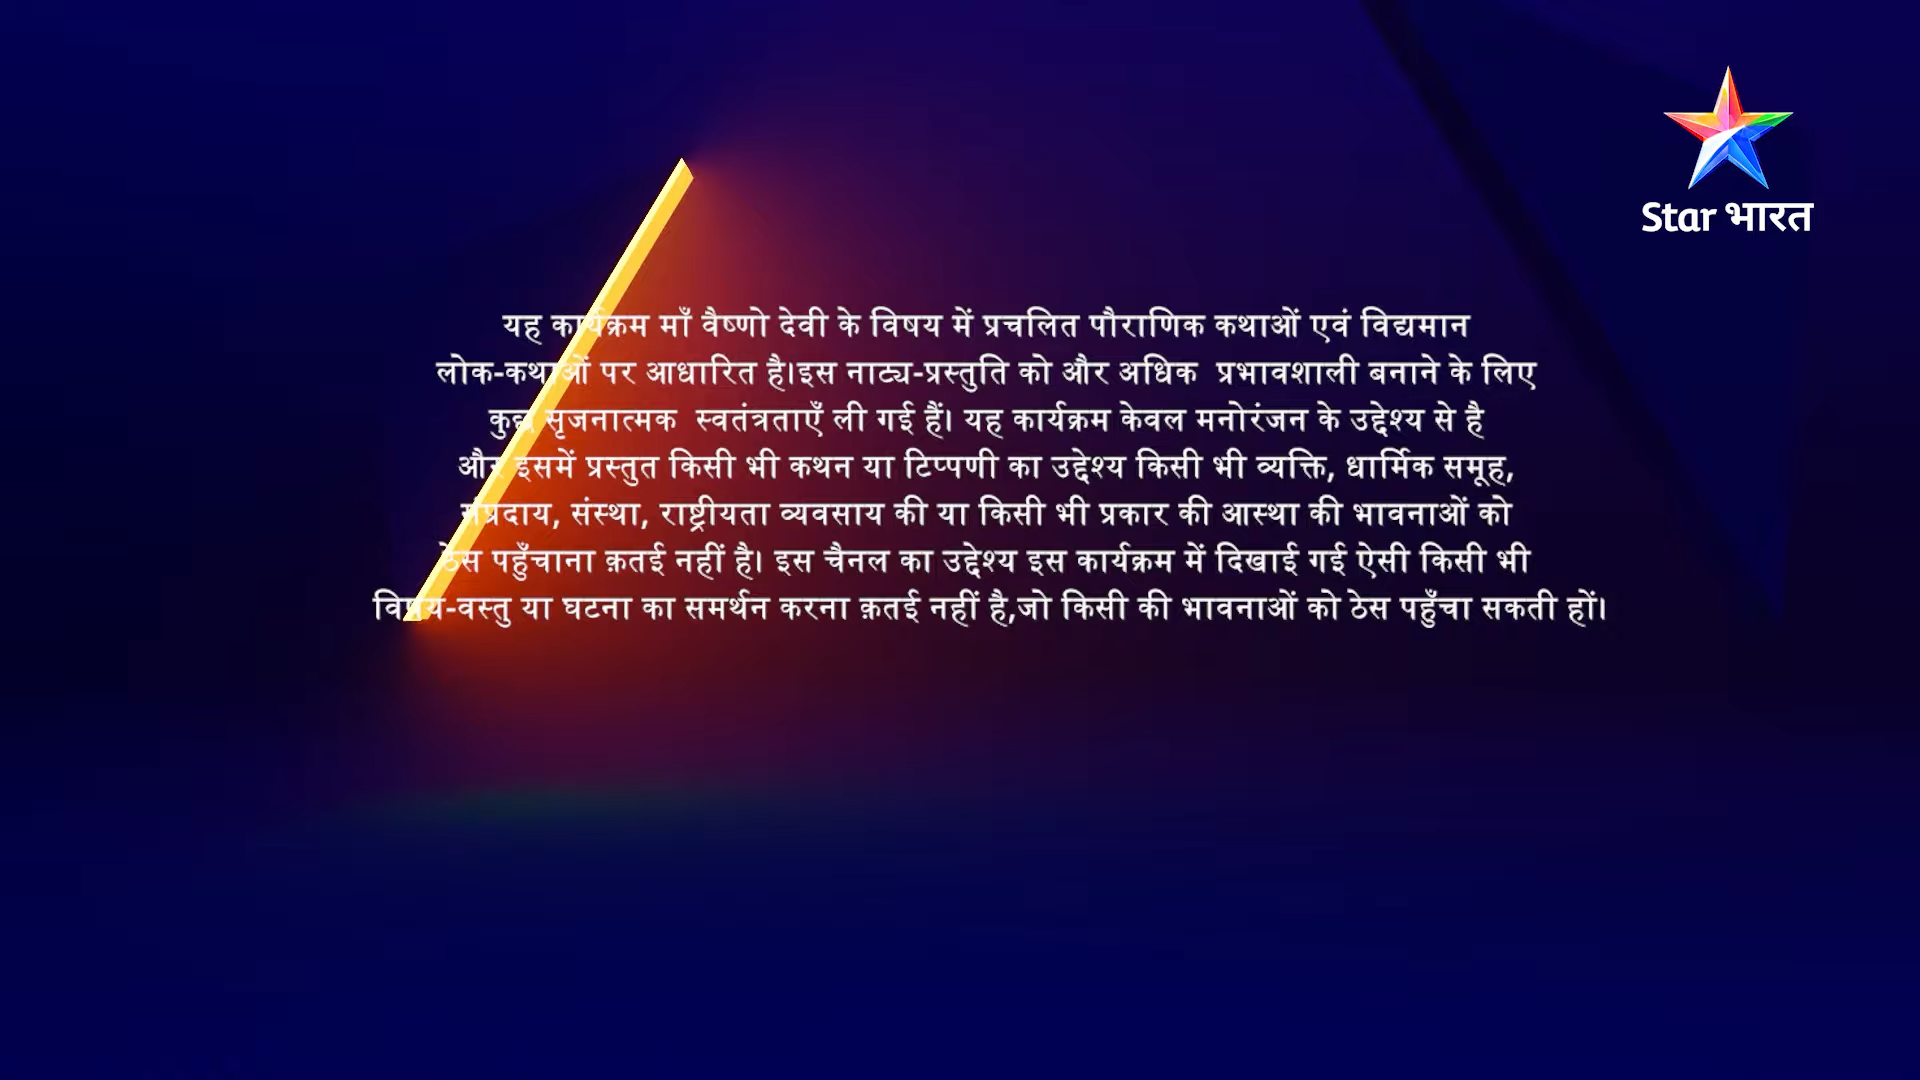 Star भारत
यह कार्यक्रम माँ वैष्णो देवी के विषय में प्रचलित पौराणिक कथाओं एवं विद्यमान
लोक-कथाओं पर आधारित है।इस नाट्य-प्रस्तुति को और अधिक प्रभावशाली बनाने के लिए
कुछ सृजनात्मक स्वतंत्रताएँ ली गई हैं। यह कार्यक्रम केवल मनोरंजन के उद्देश्य से है
और इसमें प्रस्तुत किसी भी कथन या टिप्पणी का उद्देश्य किसी भी व्यक्ति, धार्मिक समूह,
संप्रदाय, संस्था, राष्ट्रीयता व्यवसाय की या किसी भी प्रकार की आस्था की भावनाओं को
ठेस पहुँचाना क़तई नहीं है। इस चैनल का उद्देश्य इस कार्यक्रम में दिखाई गई ऐसी किसी भी
विषय-वस्तु या घटना का समर्थन करना क़तई नहीं है,जो किसी की भावनाओं को ठेस पहुँचा सकती हों।